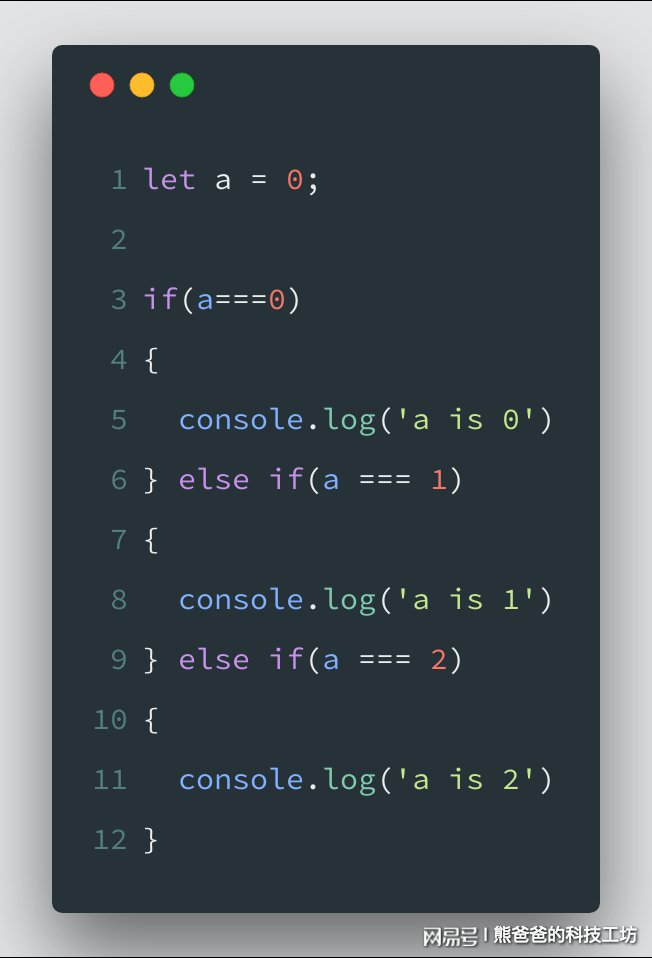 1 let a = 0;
2
3 if(a===0)
4 {
5   console.log('a is 0')
6 } else if(a === 1)
7 {
8   console.log('a is 1')
9 } else if(a === 2)
10 {
11   console.log('a is 2')
12 }
网易号 | 熊爸爸的科技工坊